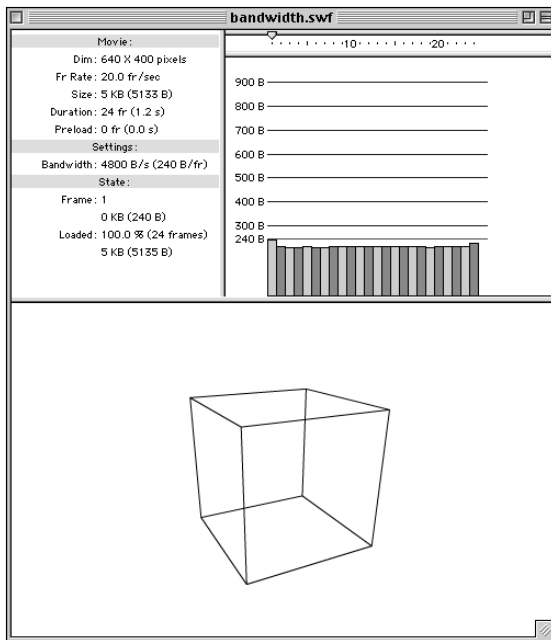 bandwidth.swf
Movie:
Dim: 640 X 400 pixels
Fr Rate: 20.0 fr/sec
Size: 5 KB (5133 B)
Duration: 24 fr (1.2 s)
Preload: 0 fr (0.0 s)
Settings:
Bandwidth: 4800 B/s (240 B/fr)
State:
Frame: 1
0 KB (240 B)
Loaded: 100.0 % (24 frames)
5 KB (5135 B)
10 20
900 B
800 B
700 B
600 B
500 B
400 B
300 B
240 B